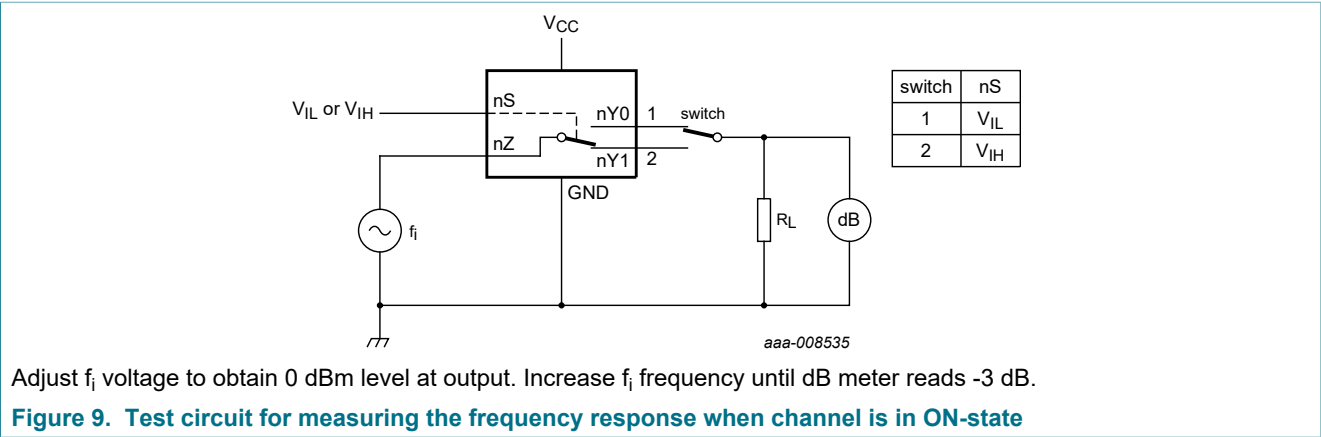 VCC
VIL or VIH
nS
nZ
nY0
nY1
1
2
switch
GND
fi
RL
dB
switch nS
1 VIL
2 VIH
aaa-008535
Adjust fi voltage to obtain 0 dBm level at output. Increase fi frequency until dB meter reads -3 dB.
Figure 9. Test circuit for measuring the frequency response when channel is in ON-state